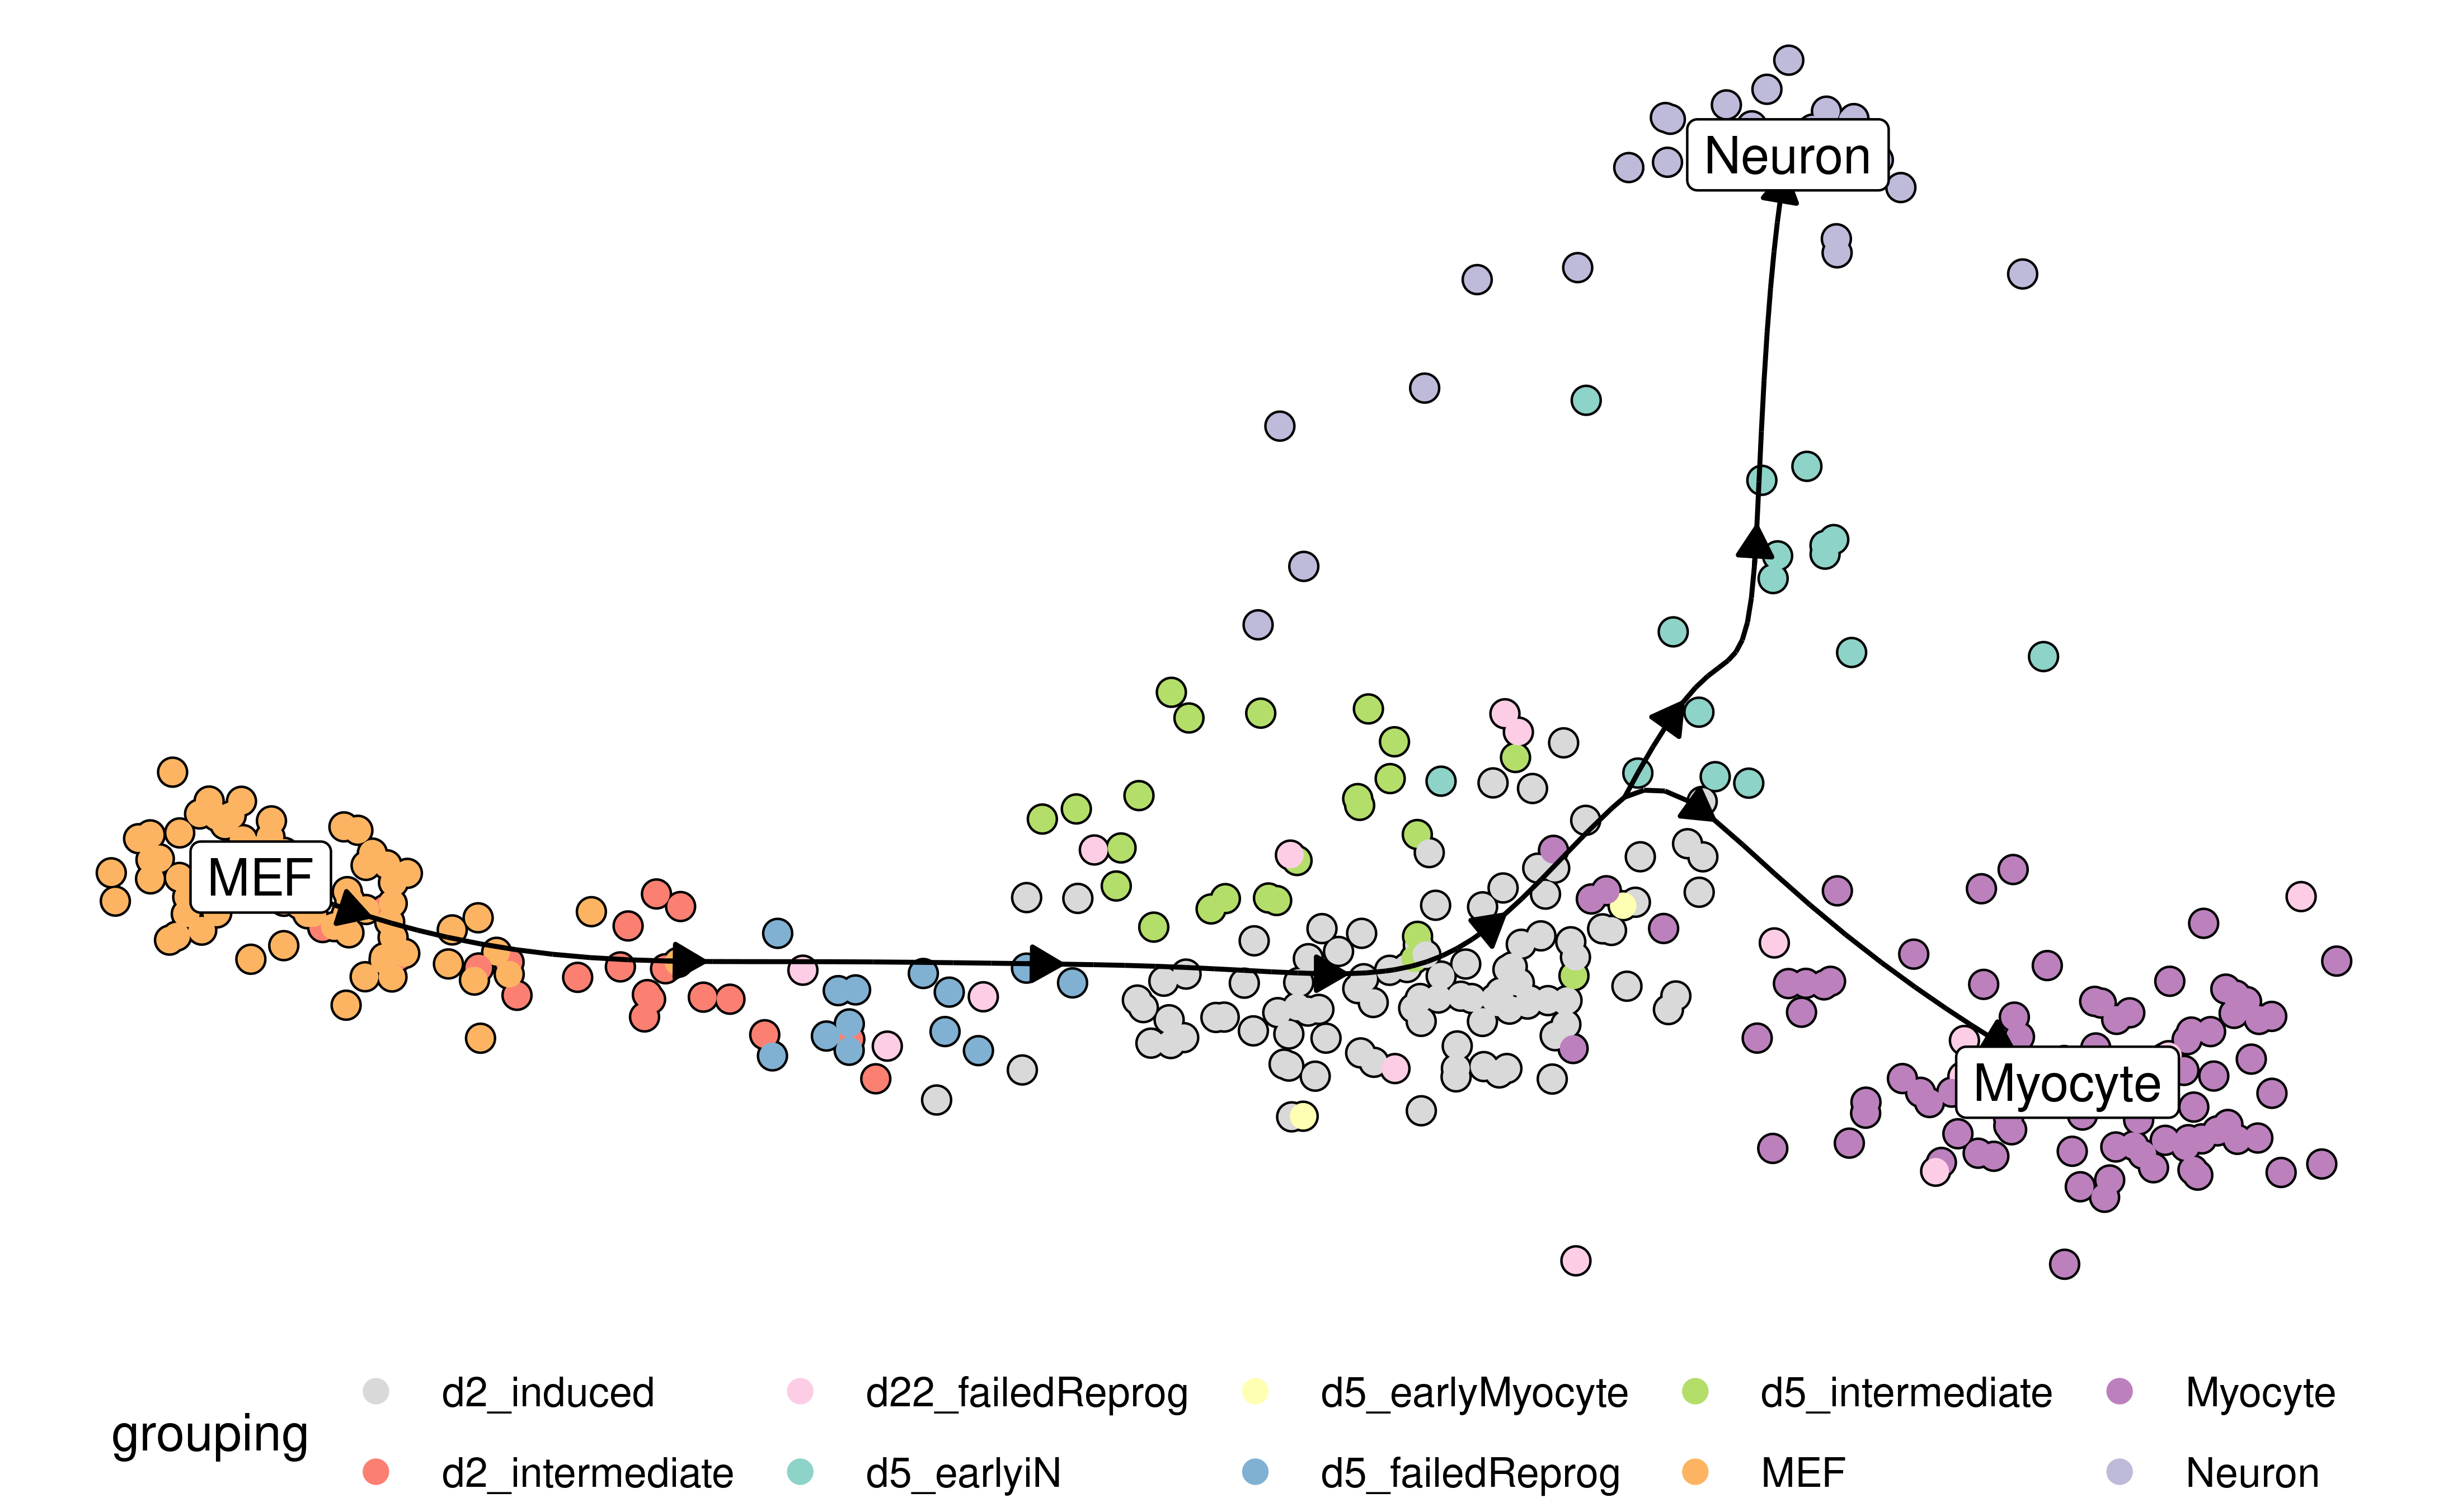 Neuron
MEF
Myocyte
grouping
d2_induced d22_failedReprog d5_earlyMyocyte d5_intermediate Myocyte
d2_intermediate d5_earlyiN d5_failedReprog MEF Neuron